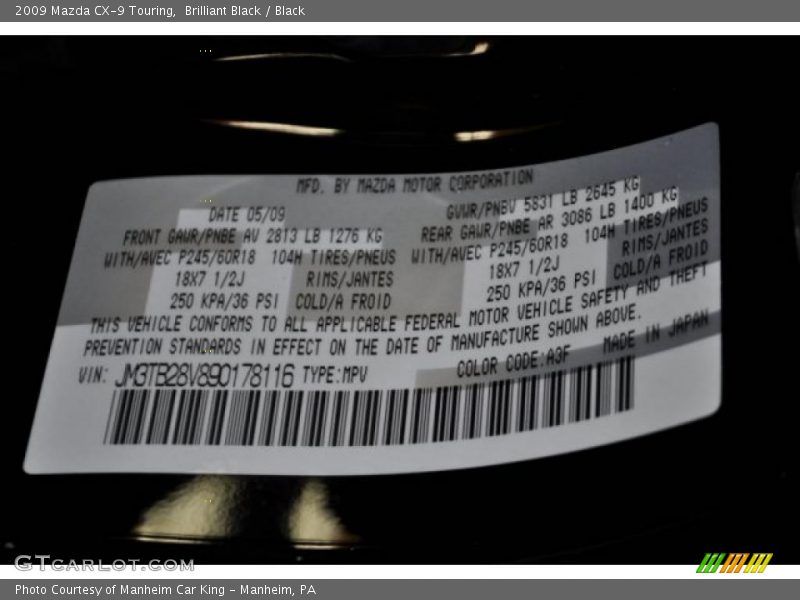 2009 Mazda CX-9 Touring,  Brilliant Black / Black
MFD. BY MAZDA MOTOR CORPORATION
DATE 05/09
GVWR/PNBV 5831 LB 2645 KG
FRONT GAWR/PNBE AV 2813 LB 1276 KG
REAR GAWR/PNBE AR 3086 LB 1400 KG
WITH/AVEC P245/60R18 104H TIRES/PNEUS
WITH/AVEC P245/60R18 104H TIRES/PNEUS
18X7 1/2J RIMS/JANTES
18X7 1/2J RIMS/JANTES
250 KPA/36 PSI COLD/A FROID
250 KPA/36 PSI COLD/A FROID
THIS VEHICLE CONFORMS TO ALL APPLICABLE FEDERAL MOTOR VEHICLE SAFETY AND THEFT
PREVENTION STANDARDS IN EFFECT ON THE DATE OF MANUFACTURE SHOWN ABOVE.
VIN: JM3TB28V890178116 TYPE:MPV
COLOR CODE:A3F MADE IN JAPAN
GTcarlot.com
Photo Courtesy of Manheim Car King - Manheim, PA